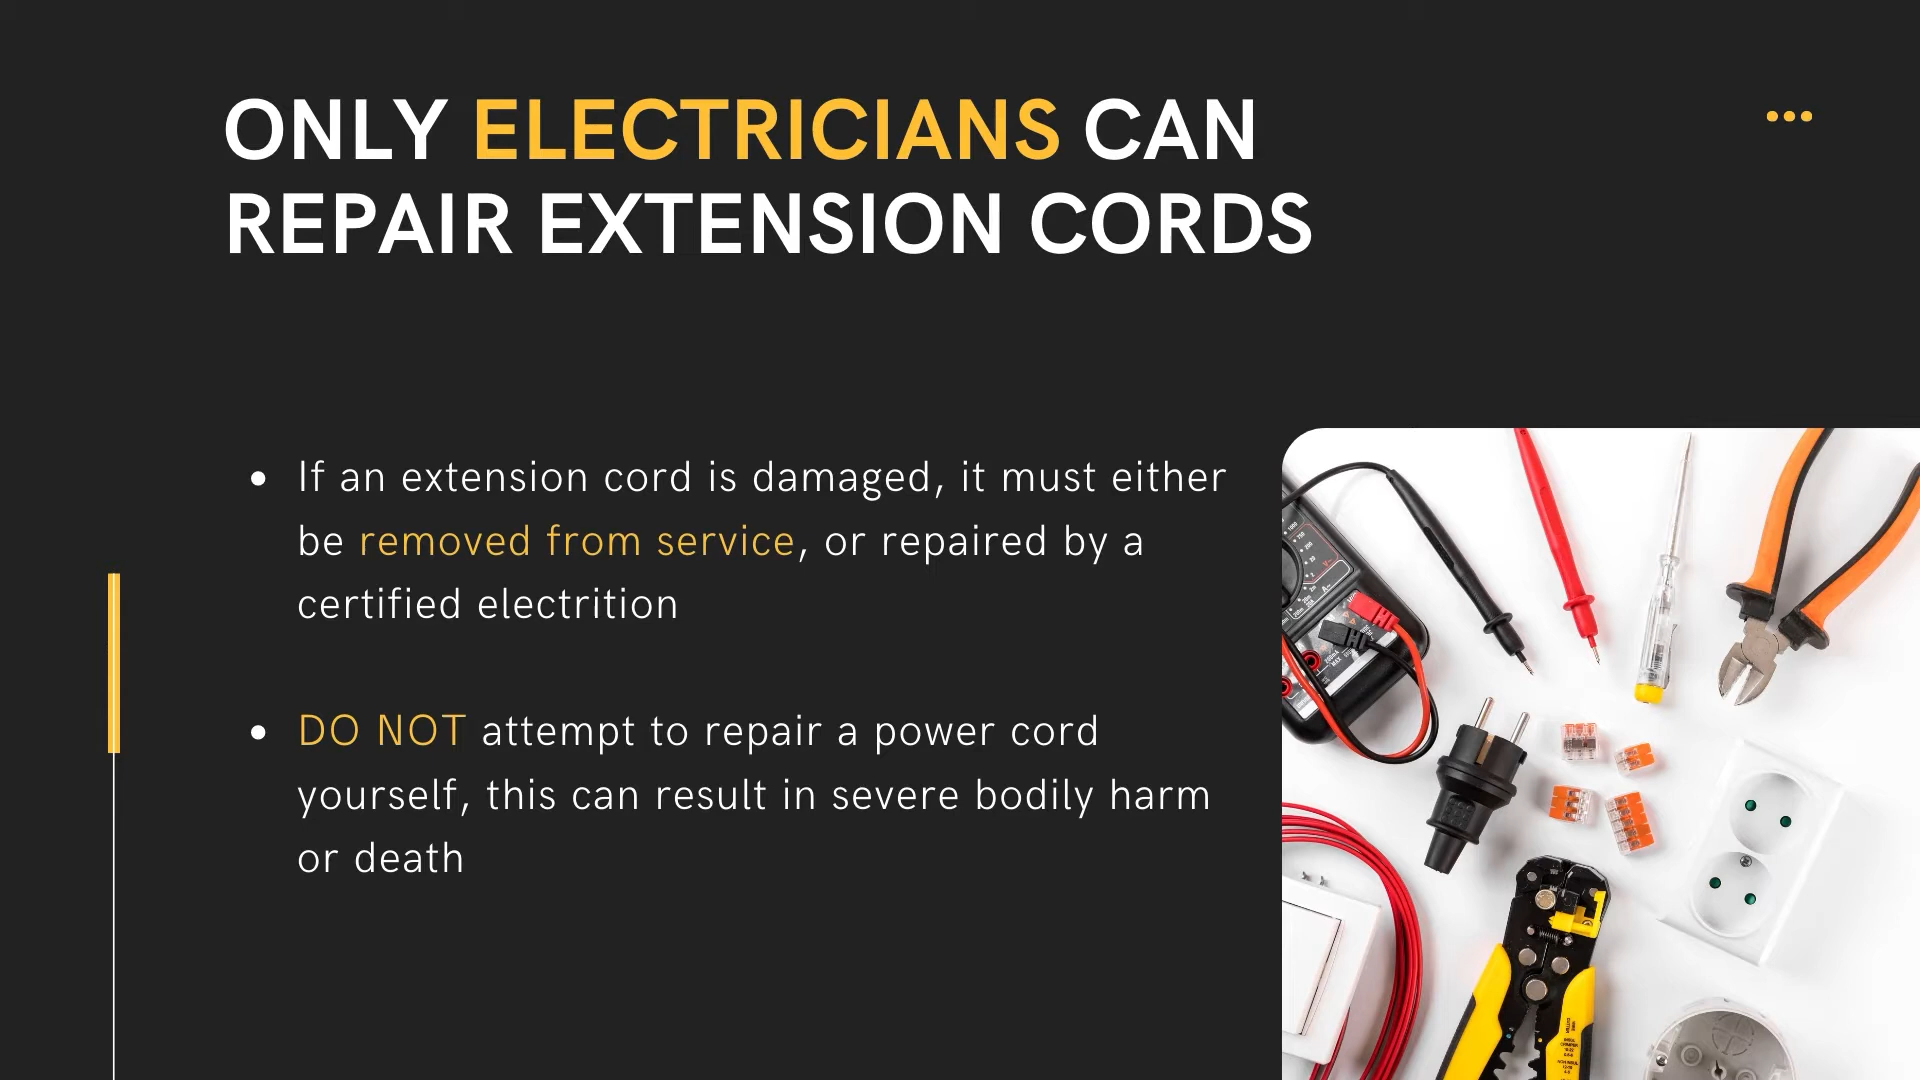 ONLY ELECTRICIANS CAN
REPAIR EXTENSION CORDS
If an extension cord is damaged, it must either
be removed from service, or repaired by a
certified electrition
DO NOT attempt to repair a power cord
yourself, this can result in severe bodily harm
or death